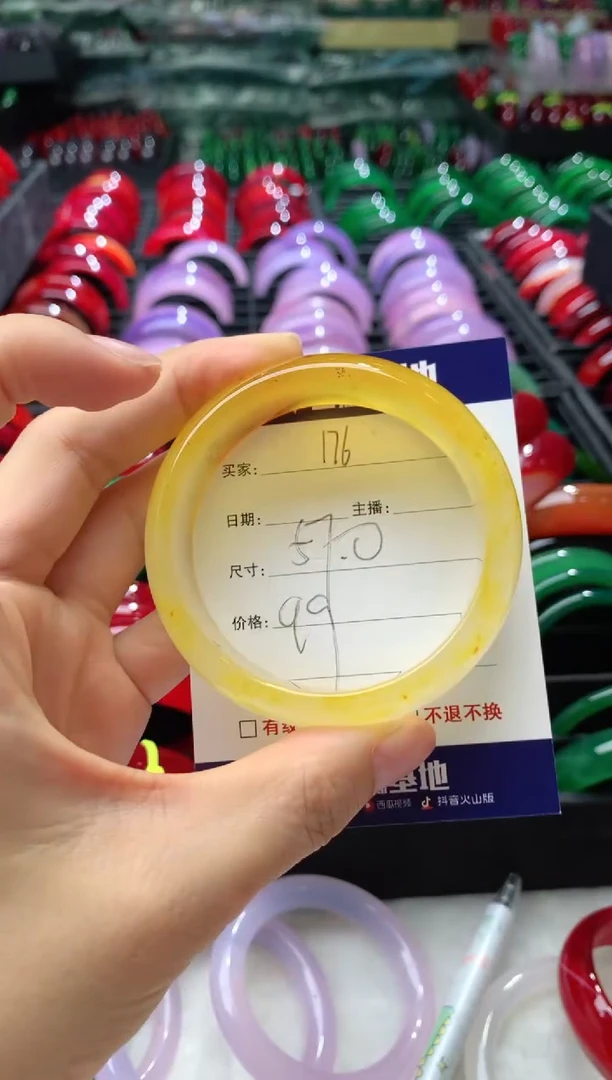 地
买家: 176
日期: 主播:
尺寸: 57.0
价格: 99
□ 有纹 不退不换
基地
西瓜视频 抖音火山版